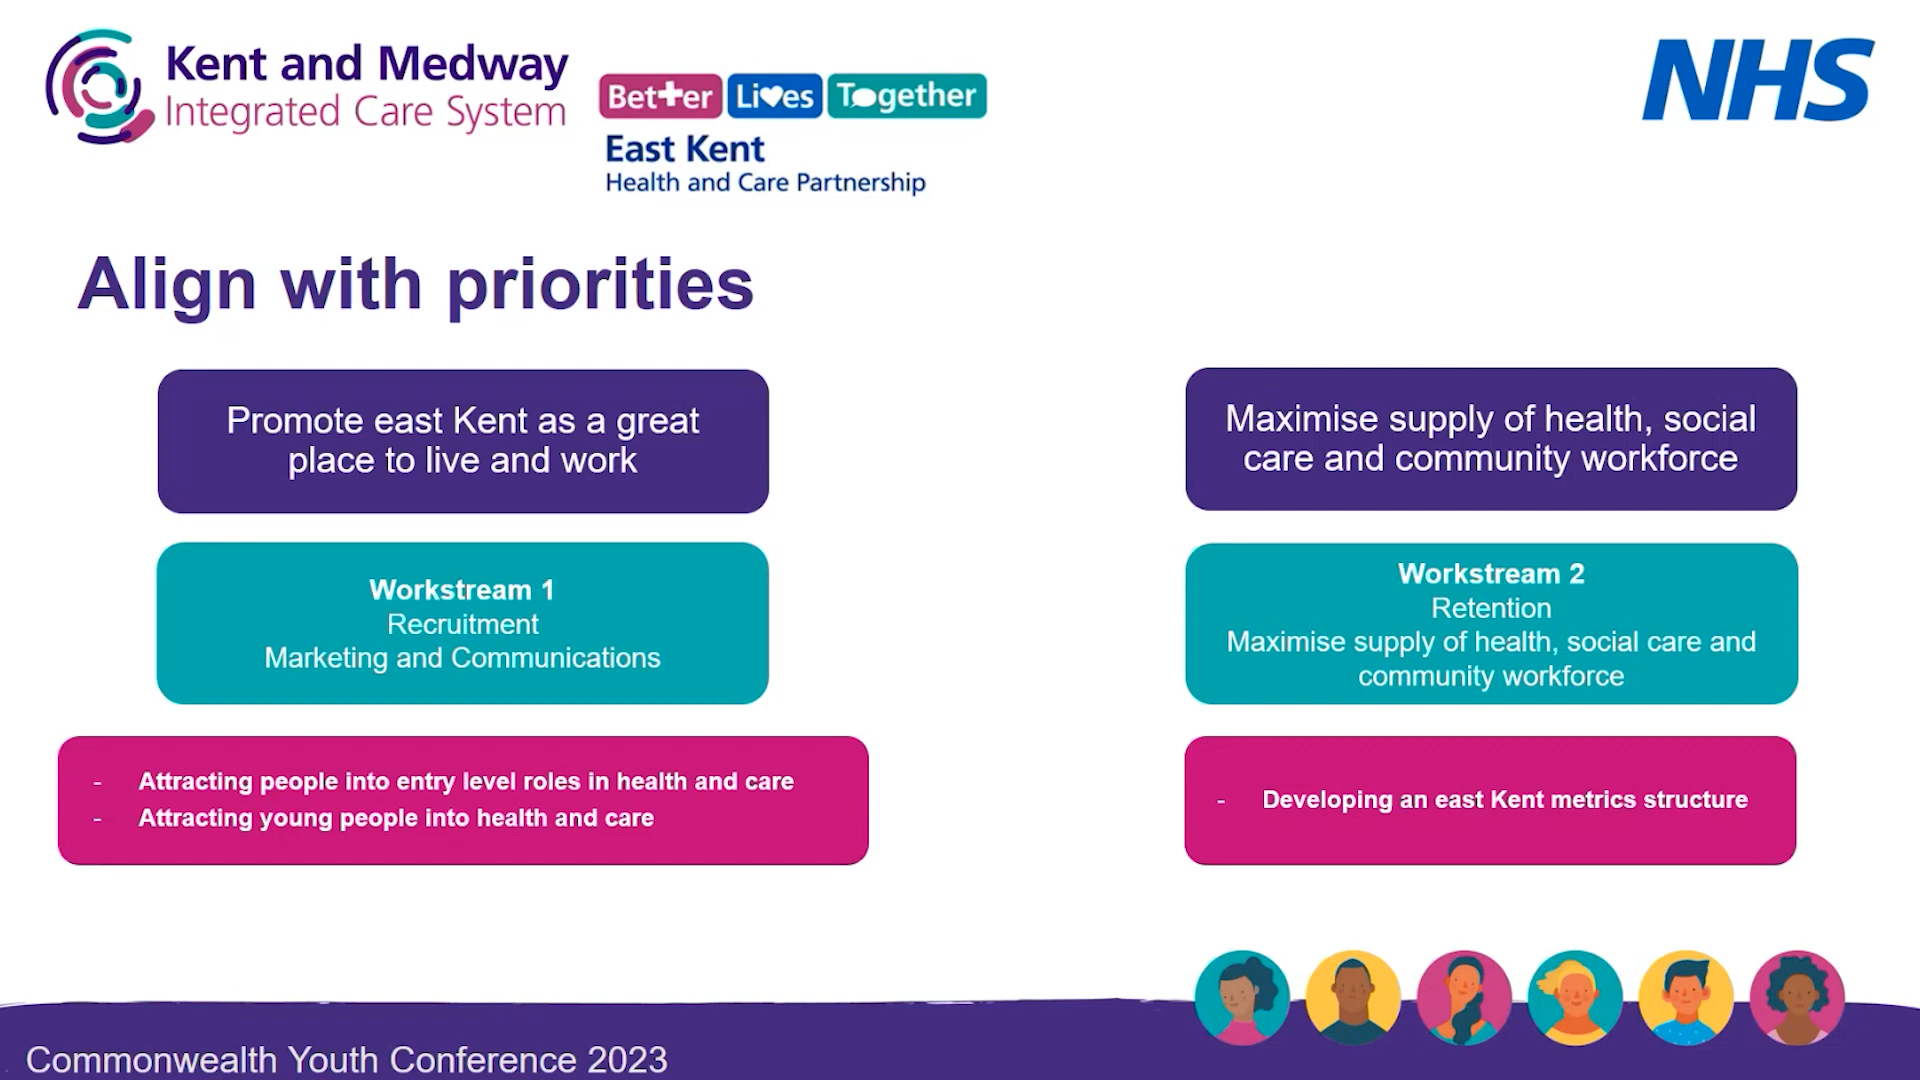 Kent and Medway
Integrated Care System
Better Lives Together
East Kent
Health and Care Partnership
NHS
Align with priorities
Promote east Kent as a great
place to live and work
Workstream 1
Recruitment
Marketing and Communications
- Attracting people into entry level roles in health and care
- Attracting young people into health and care
Maximise supply of health, social
care and community workforce
Workstream 2
Retention
Maximise supply of health, social care and
community workforce
- Developing an east Kent metrics structure
Commonwealth Youth Conference 2023